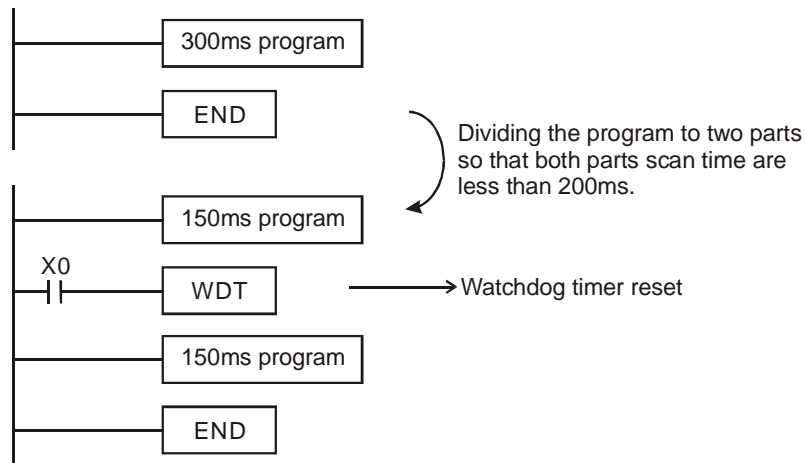 300ms program
END
Dividing the program to two parts
so that both parts scan time are
less than 200ms.
150ms program
X0
WDT
Watchdog timer reset
150ms program
END